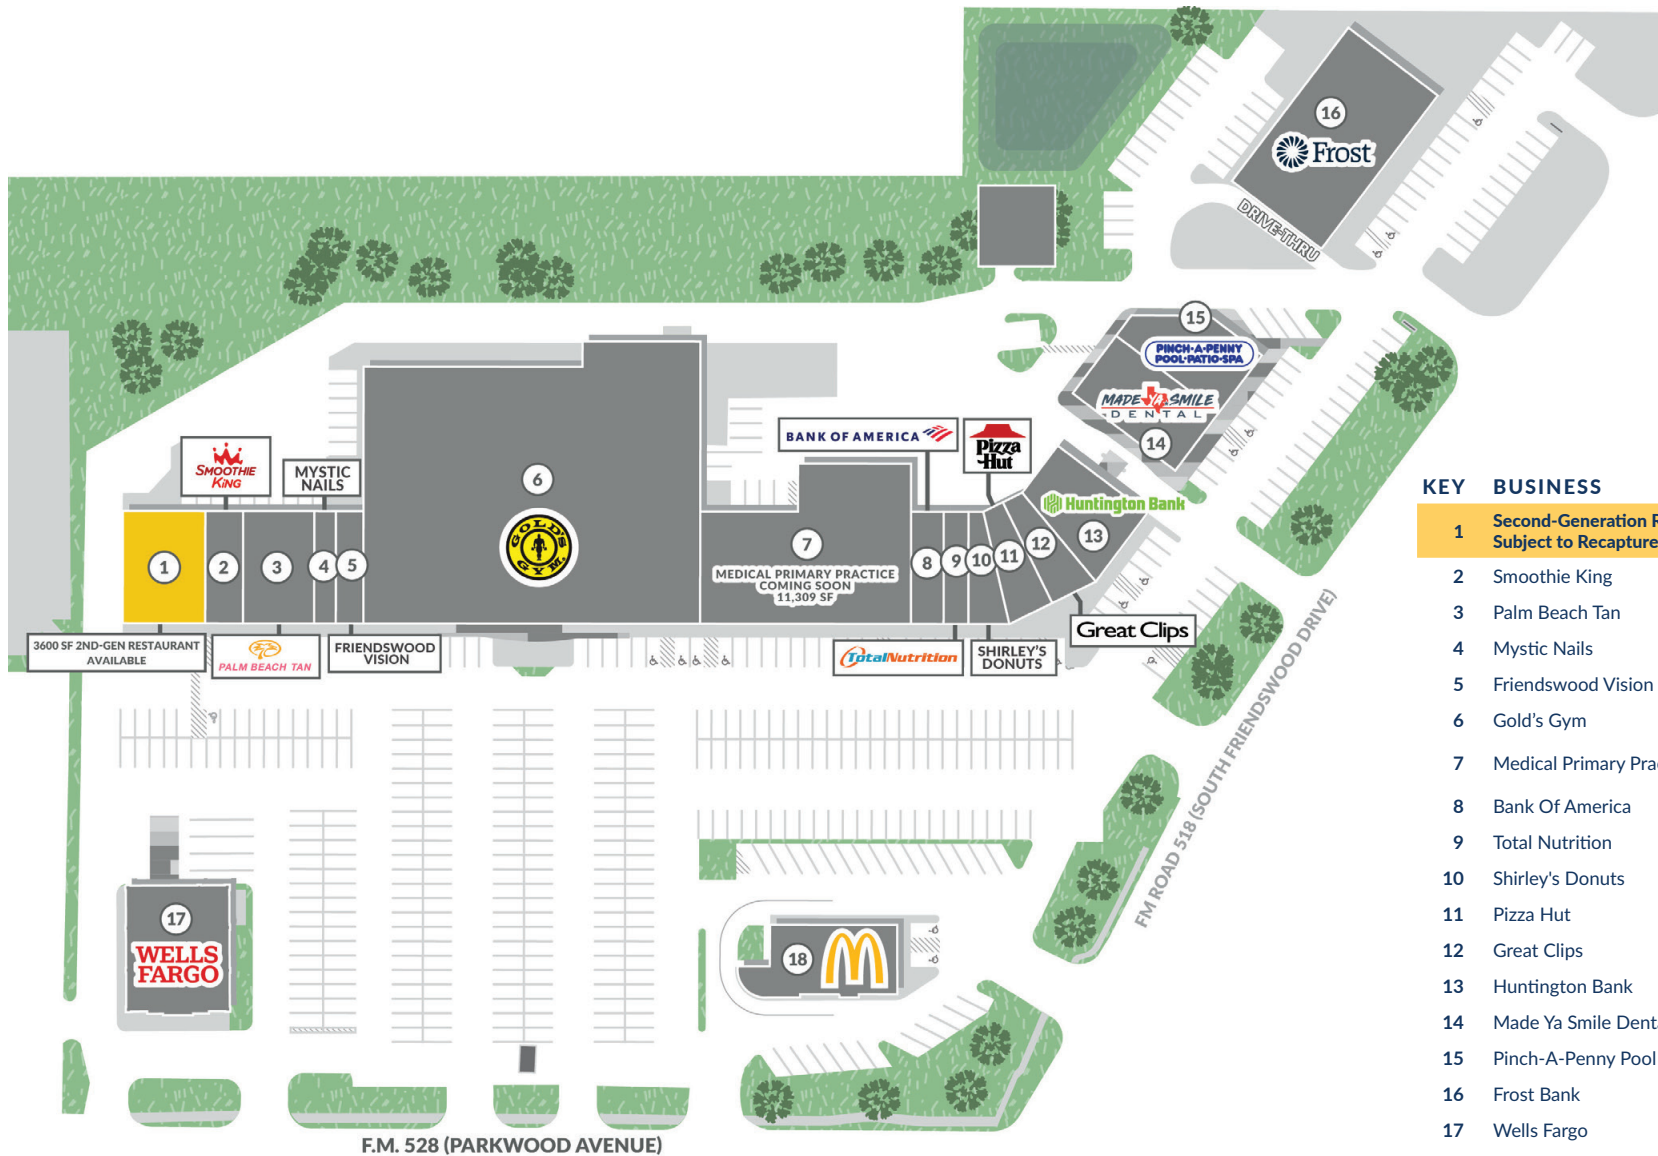 16
Frost
DRIVE-THRU
15
PINCH-A-PENNY
POOL·PATIO·SPA
MADE YA SMILE
DENTAL
14
BANK OF AMERICA
Pizza
Hut
Huntington Bank
SMOOTHIE
KING
MYSTIC
NAILS
6
GOLD'S
GYM.
1
2
3
4
5
7
MEDICAL PRIMARY PRACTICE
COMING SOON
11,309 SF
8
9
10
11
12
13
3600 SF 2ND-GEN RESTAURANT
AVAILABLE
PALM BEACH TAN
FRIENDSWOOD
VISION
TotalNutrition
SHIRLEY'S
DONUTS
Great Clips
FM ROAD 518 (SOUTH FRIENDSWOOD DRIVE)
17
WELLS
FARGO
18
F.M. 528 (PARKWOOD AVENUE)
KEY BUSINESS
1 Second-Generation R
Subject to Recapture
2 Smoothie King
3 Palm Beach Tan
4 Mystic Nails
5 Friendswood Vision
6 Gold's Gym
7 Medical Primary Pra
8 Bank Of America
9 Total Nutrition
10 Shirley's Donuts
11 Pizza Hut
12 Great Clips
13 Huntington Bank
14 Made Ya Smile Dent
15 Pinch-A-Penny Pool
16 Frost Bank
17 Wells Fargo